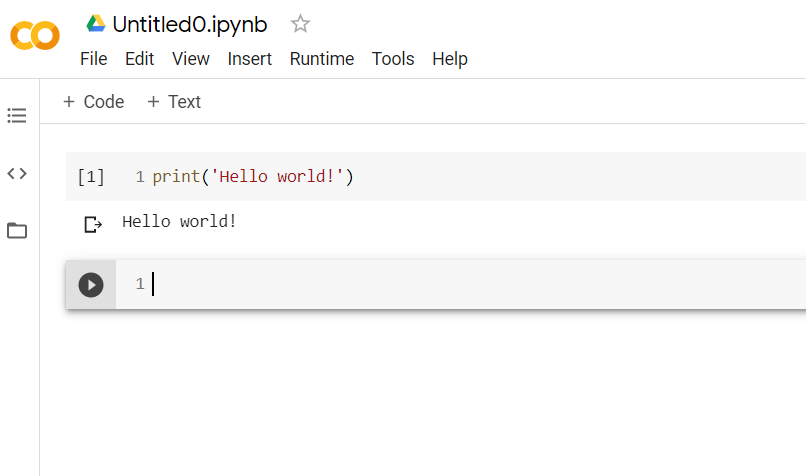 Untitled0.ipynb
File Edit View Insert Runtime Tools Help
+ Code + Text
[1] 1 print('Hello world!')
Hello world!
1